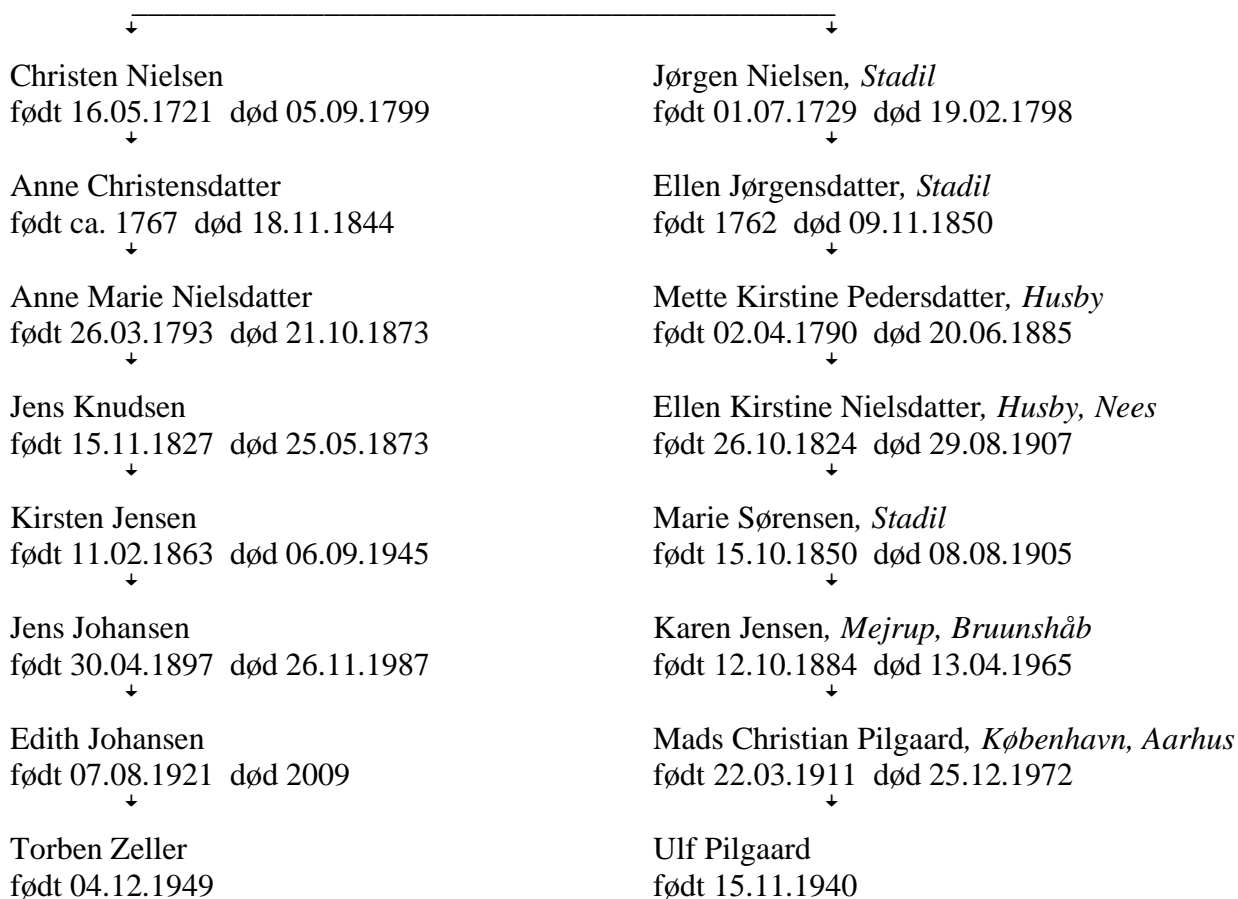 Christen Nielsen
født 16.05.1721 død 05.09.1799
Anne Christensdatter
født ca. 1767 død 18.11.1844
Anne Marie Nielsdatter
født 26.03.1793 død 21.10.1873
Jens Knudsen
født 15.11.1827 død 25.05.1873
Kirsten Jensen
født 11.02.1863 død 06.09.1945
Jens Johansen
født 30.04.1897 død 26.11.1987
Edith Johansen
født 07.08.1921 død 2009
Torben Zeller
født 04.12.1949
Jørgen Nielsen, Stadil
født 01.07.1729 død 19.02.1798
Ellen Jørgensdatter, Stadil
født 1762 død 09.11.1850
Mette Kirstine Pedersdatter, Husby
født 02.04.1790 død 20.06.1885
Ellen Kirstine Nielsdatter, Husby, Nees
født 26.10.1824 død 29.08.1907
Marie Sørensen, Stadil
født 15.10.1850 død 08.08.1905
Karen Jensen, Mejrup, Bruunshåb
født 12.10.1884 død 13.04.1965
Mads Christian Pilgaard, København, Aarhus
født 22.03.1911 død 25.12.1972
Ulf Pilgaard
født 15.11.1940